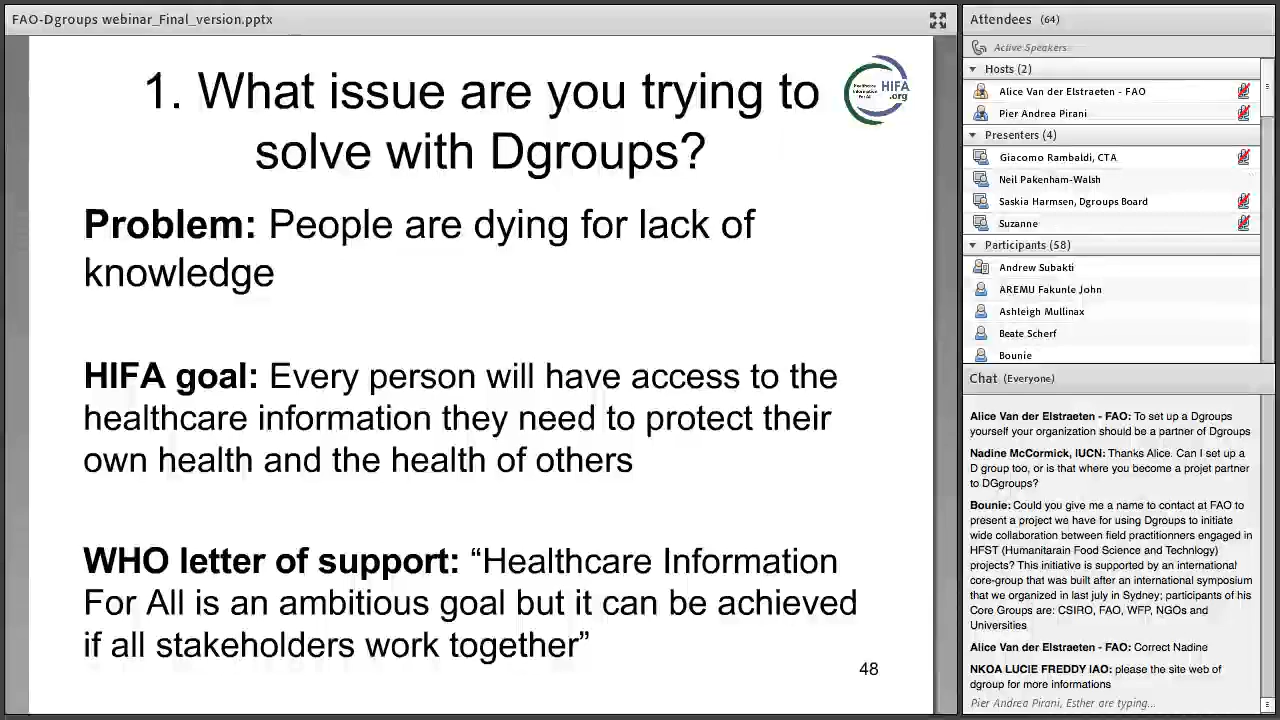 FAO-Dgroups webinar_Final_version.pptx
1. What issue are you trying to
solve with Dgroups?
Healthcare
Information
For All
HIFA
.org
Problem: People are dying for lack of
knowledge
HIFA goal: Every person will have access to the
healthcare information they need to protect their
own health and the health of others
WHO letter of support: “Healthcare Information
For All is an ambitious goal but it can be achieved
if all stakeholders work together”
48
Attendees (64)
Active Speakers
Hosts (2)
Alice Van der Elstraeten - FAO
Pier Andrea Pirani
Presenters (4)
Giacomo Rambaldi, CTA
Neil Pakenham-Walsh
Saskia Harmsen, Dgroups Board
Suzanne
Participants (58)
Andrew Subakti
AREMU Fakunle John
Ashleigh Mullinax
Beate Scherf
Bounie
Chat (Everyone)
Alice Van der Elstraeten - FAO: To set up a Dgroups
yourself your organization should be a partner of Dgroups
Nadine McCormick, IUCN: Thanks Alice. Can I set up a
D group too, or is that where you become a projet partner
to DGgroups?
Bounie: Could you give me a name to contact at FAO to
present a project we have for using Dgroups to initiate
wide collaboration between field practitionners engaged in
HFST (Humanitarain Food Science and Technlogy)
projects? This initiative is supported by an international
core-group that was built after an international symposium
that we organized in last july in Sydney; participants of his
Core Groups are: CSIRO, FAO, WFP, NGOs and
Universities
Alice Van der Elstraeten - FAO: Correct Nadine
NKOA LUCIE FREDDY IAO: please the site web of
dgroup for more informations
Pier Andrea Pirani, Esther are typing...